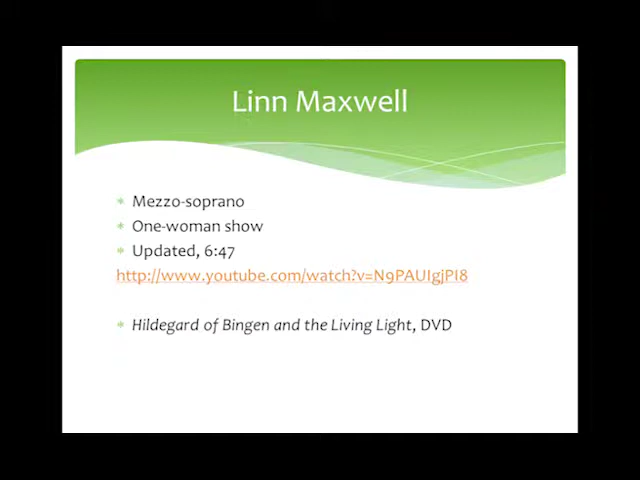 Linn Maxwell
Mezzo-soprano
One-woman show
Updated, 6:47
http://www.youtube.com/watch?v=N9PAUIgjPI8
Hildegard of Bingen and the Living Light, DVD